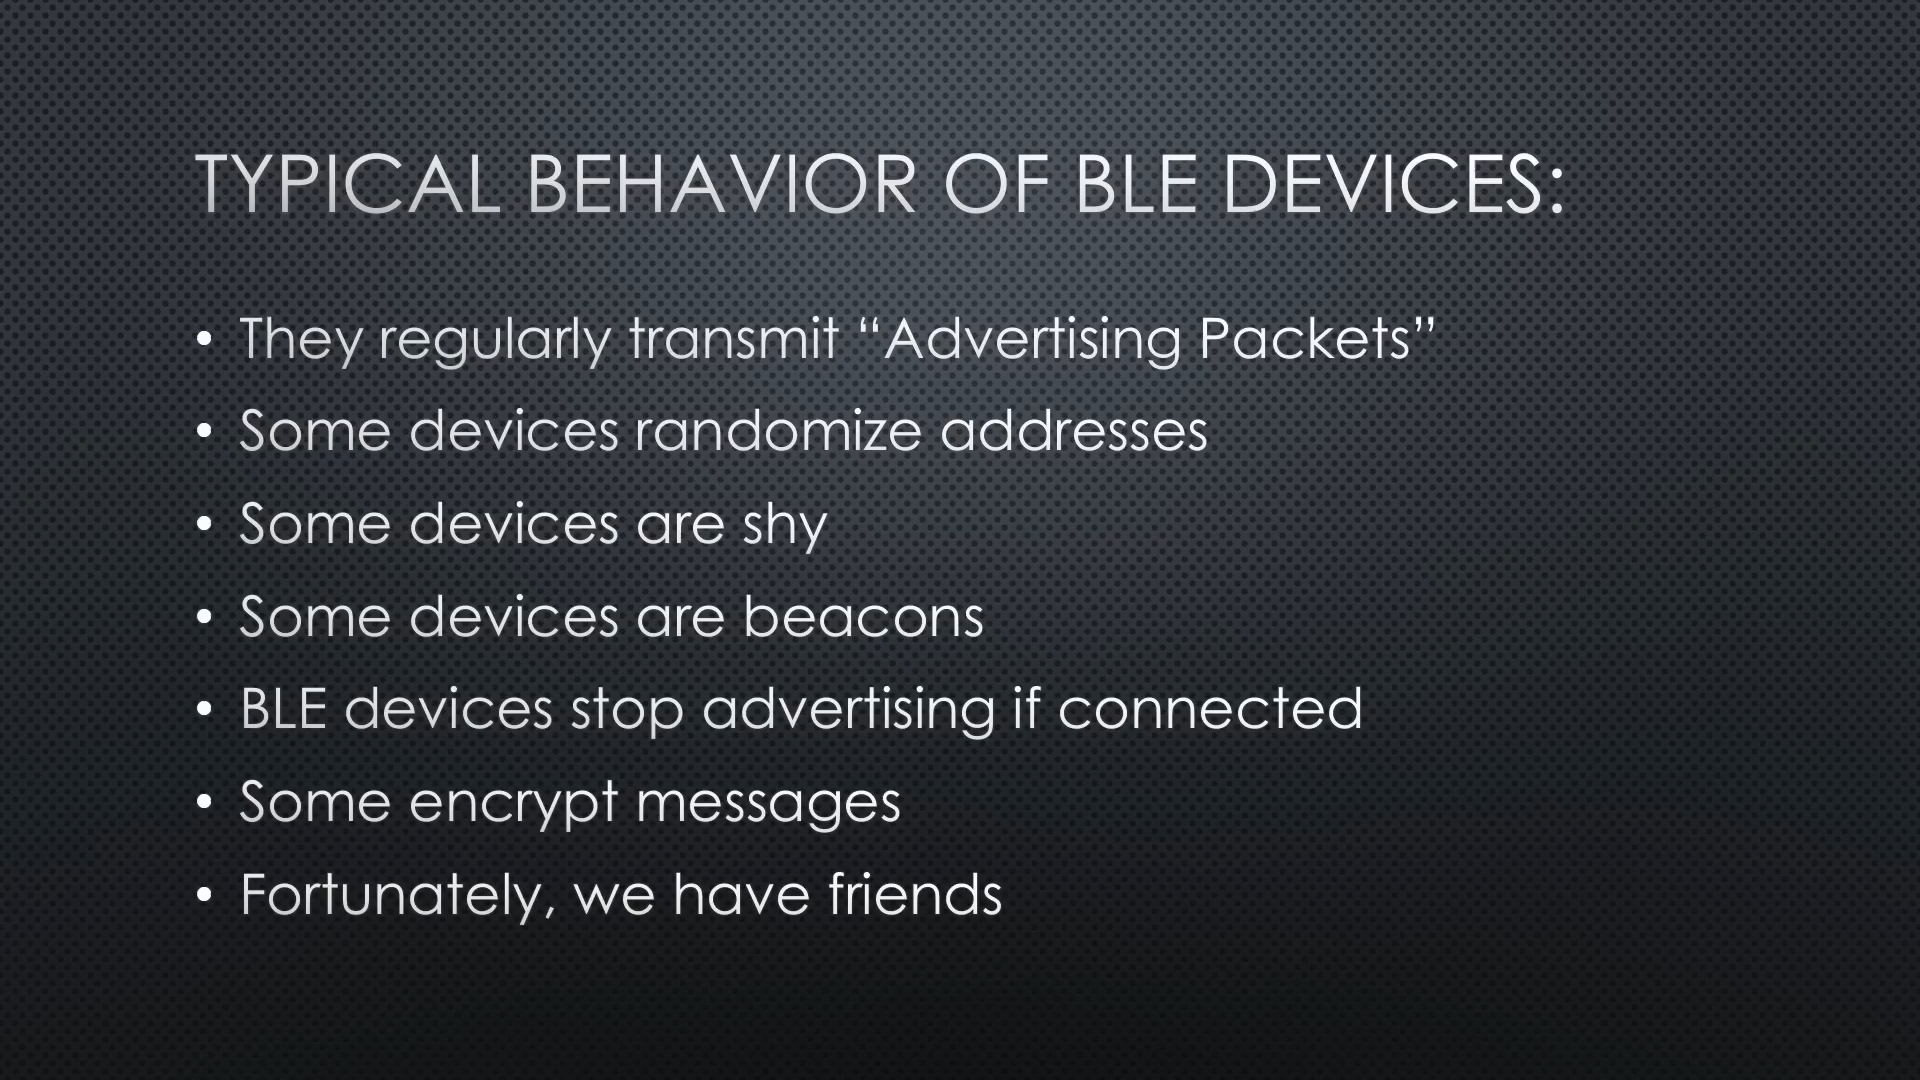 TYPICAL BEHAVIOR OF BLE DEVICES:
• They regularly transmit “Advertising Packets”
• Some devices randomize addresses
• Some devices are shy
• Some devices are beacons
• BLE devices stop advertising if connected
• Some encrypt messages
• Fortunately, we have friends